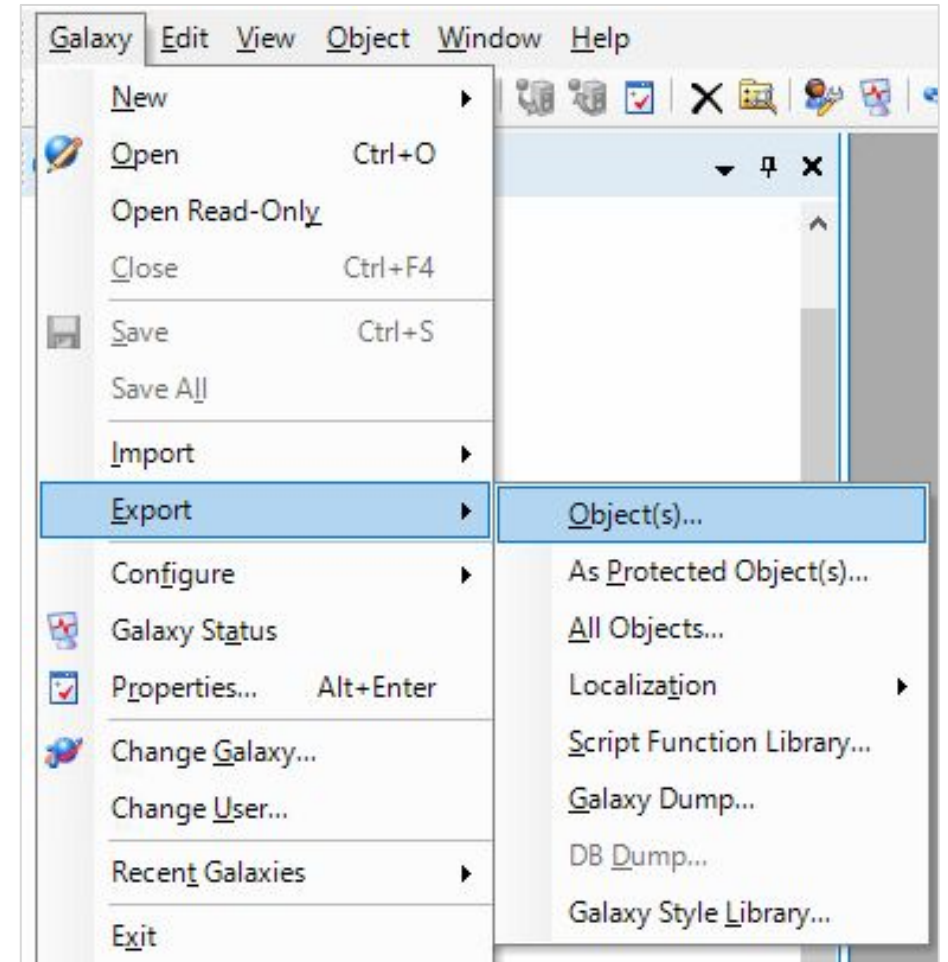 Galaxy Edit View Object Window Help
New
Open Ctrl+O
Open Read-Only
Close Ctrl+F4
Save Ctrl+S
Save All
Import
Export
Configure
Galaxy Status
Properties... Alt+Enter
Change Galaxy...
Change User...
Recent Galaxies
Exit
Object(s)...
As Protected Object(s)...
All Objects...
Localization
Script Function Library...
Galaxy Dump...
DB Dump...
Galaxy Style Library...